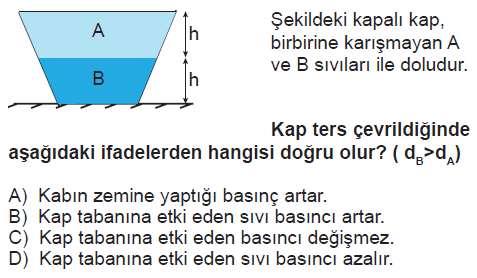 A
h
B
h
Şekildeki kapalı kap,
birbirine karışmayan A
ve B sıvıları ile doludur.
Kap ters çevrildiğinde
aşağıdaki ifadelerden hangisi doğru olur? ( dB>dA)
A) Kabın zemine yaptığı basınç artar.
B) Kap tabanına etki eden sıvı basıncı artar.
C) Kap tabanına etki eden basıncı değişmez.
D) Kap tabanına etki eden sıvı basıncı azalır.